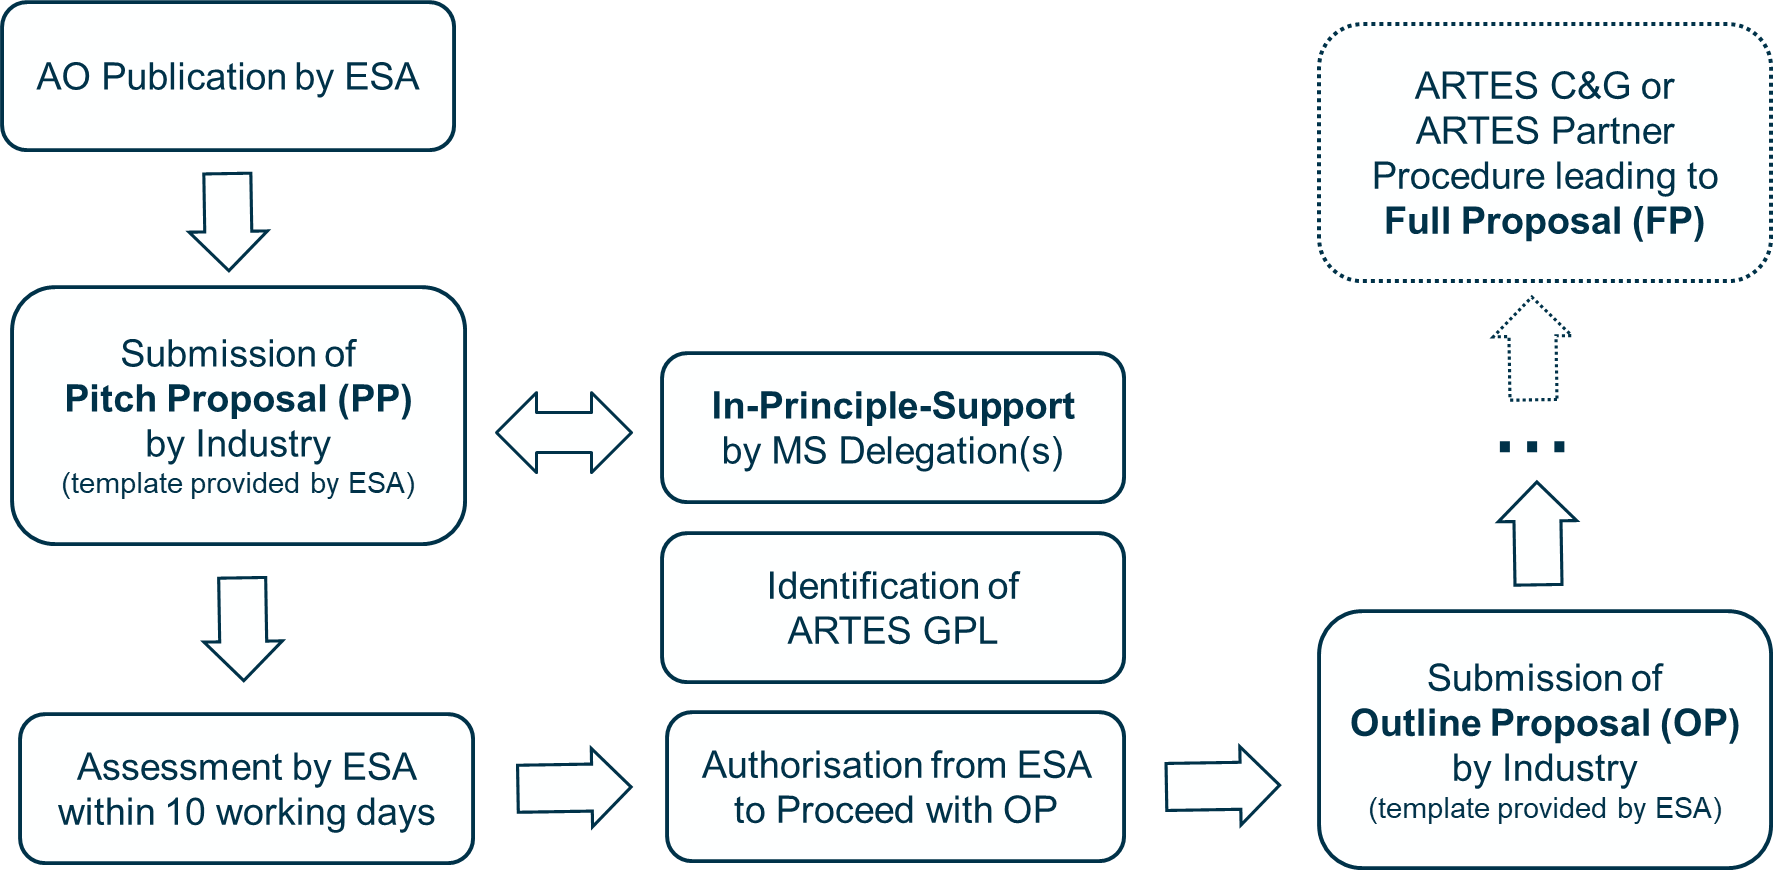 AO Publication by ESA
Submission of
Pitch Proposal (PP)
by Industry
(template provided by ESA)
In-Principle-Support
by MS Delegation(s)
Identification of
ARTES GPL
Assessment by ESA
within 10 working days
Authorisation from ESA
to Proceed with OP
Submission of
Outline Proposal (OP)
by Industry
(template provided by ESA)
...
ARTES C&G or
ARTES Partner
Procedure leading to
Full Proposal (FP)